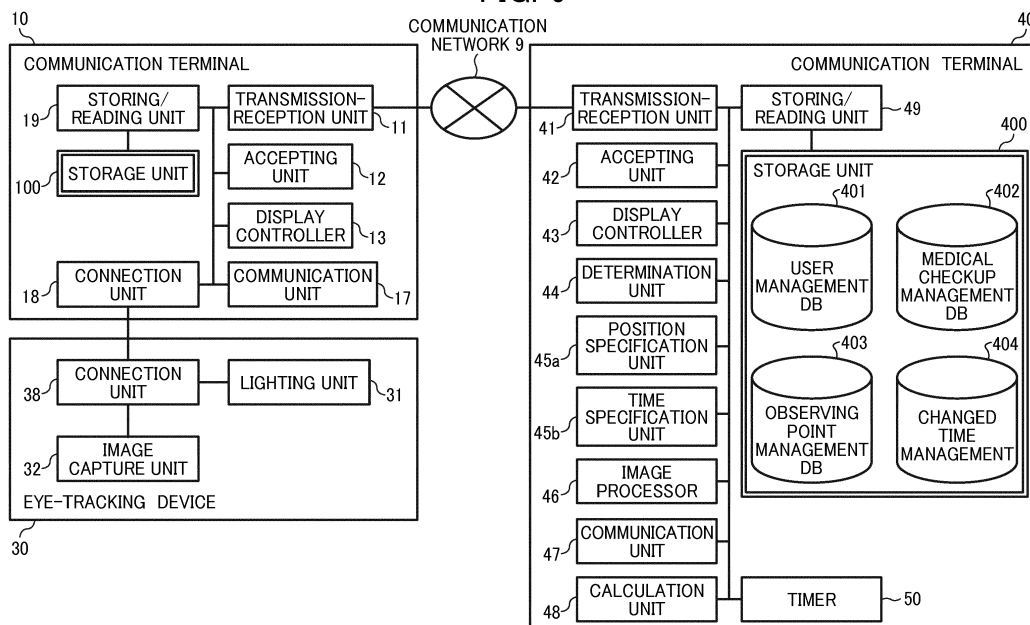 10
COMMUNICATION TERMINAL
STORING/
READING UNIT
19
STORAGE UNIT
100
TRANSMISSION-
RECEPTION UNIT
11
ACCEPTING
UNIT
12
DISPLAY
CONTROLLER
13
CONNECTION
UNIT
18
COMMUNICATION
UNIT
17
CONNECTION
UNIT
38
LIGHTING UNIT
31
IMAGE
CAPTURE UNIT
32
EYE-TRACKING DEVICE
30
COMMUNICATION
NETWORK 9
40
COMMUNICATION TERMINAL
TRANSMISSION-
RECEPTION UNIT
41
STORING/
READING UNIT
49
ACCEPTING
UNIT
42
DISPLAY
CONTROLLER
43
DETERMINATION
UNIT
44
POSITION
SPECIFICATION
UNIT
45a
TIME
SPECIFICATION
UNIT
45b
IMAGE
PROCESSOR
46
COMMUNICATION
UNIT
47
CALCULATION
UNIT
48
TIMER
50
400
STORAGE UNIT
401
USER
MANAGEMENT
DB
402
MEDICAL
CHECKUP
MANAGEMENT
DB
403
OBSERVING
POINT
MANAGEMENT
DB
404
CHANGED
TIME
MANAGEMENT